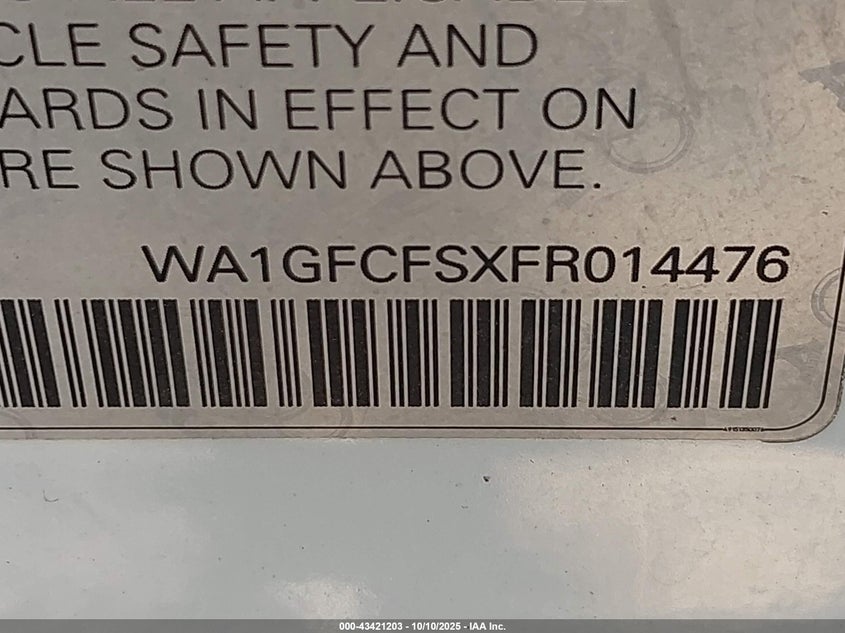 CLE SAFETY AND
ARDS IN EFFECT ON
RE SHOWN ABOVE.
WA1GFCFSXFR014476
000-43421203 - 10/10/2025 - IAA Inc.